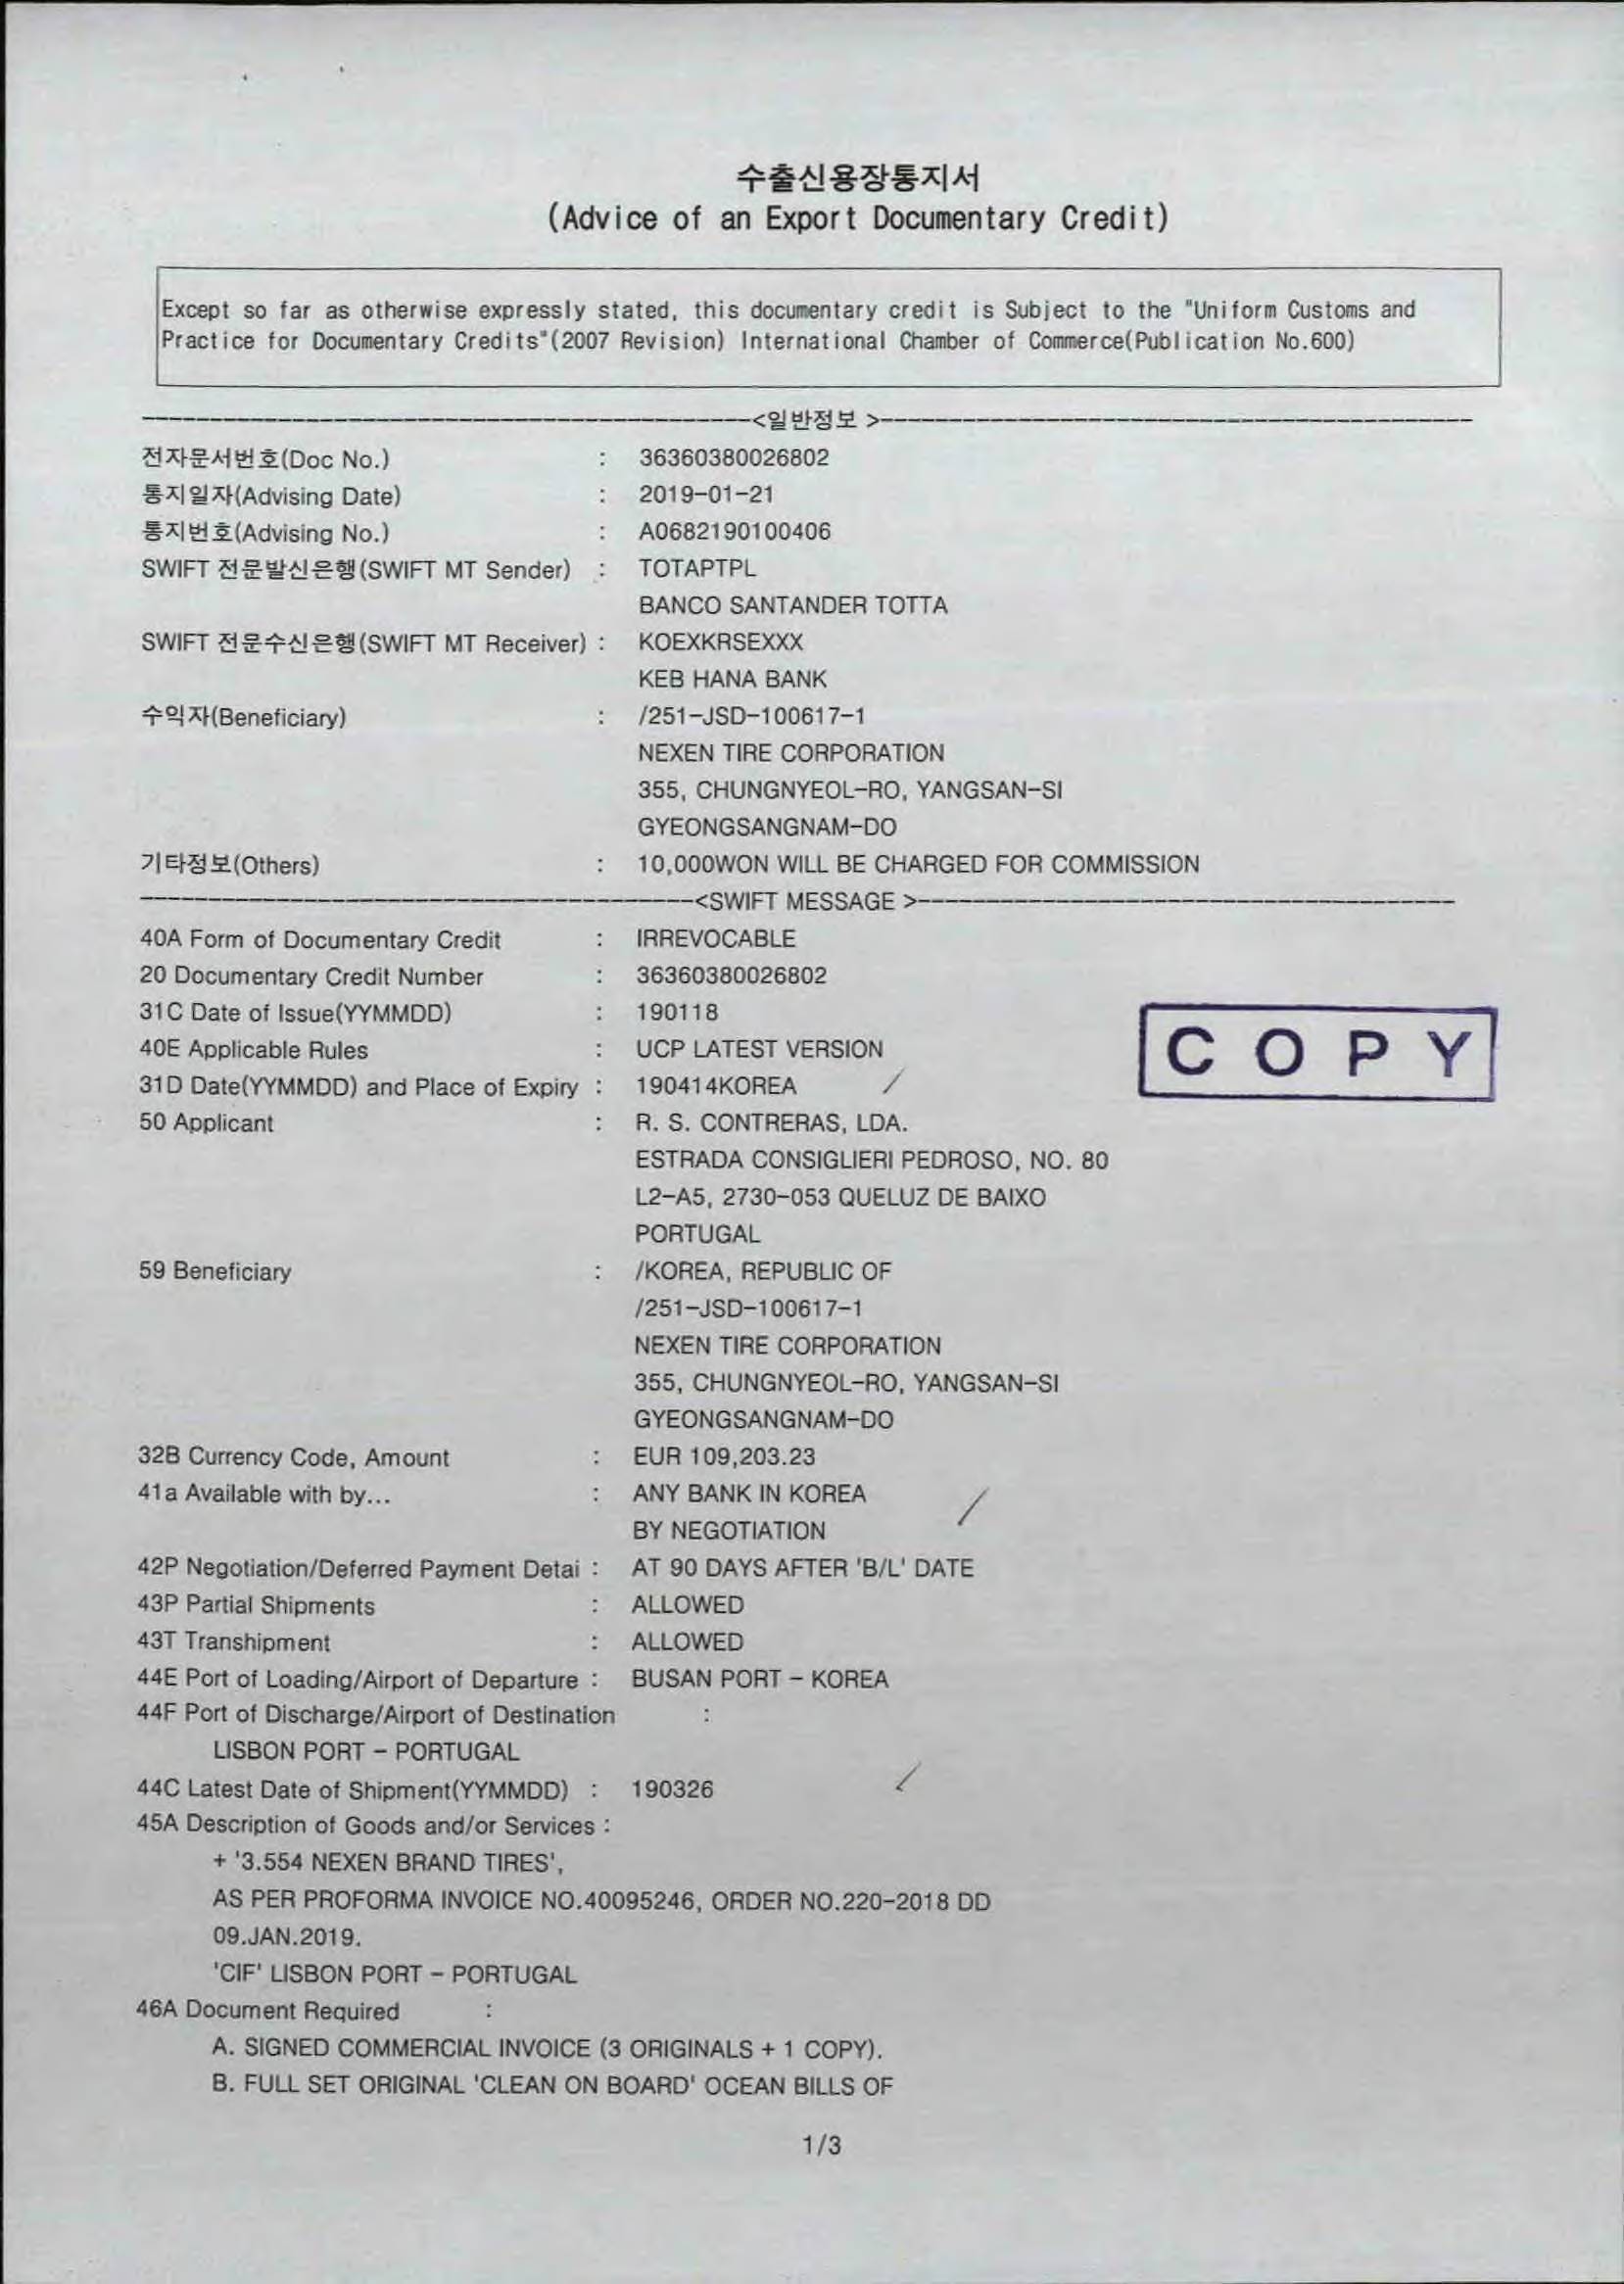 수출신용장통지서
(Advice of an Export Documentary Credit)
Except so far as otherwise expressly stated, this documentary credit is Subject to the "Uniform Customs and
Practice for Documentary Credits"(2007 Revision) International Chamber of Commerce(Publication No.600)
<일반정보 >
전자문서번호(Doc No.) : 36360380026802
통지일자(Advising Date) : 2019-01-21
통지번호(Advising No.) : A0682190100406
SWIFT 전문발신은행(SWIFT MT Sender) : TOTAPTPL
BANCO SANTANDER TOTTA
SWIFT 전문수신은행(SWIFT MT Receiver) : KOEXKRSEXXX
KEB HANA BANK
수익자(Beneficiary) : /251-JSD-100617-1
NEXEN TIRE CORPORATION
355, CHUNGNYEOL-RO, YANGSAN-SI
GYEONGSANGNAM-DO
기타정보(Others) : 10,000WON WILL BE CHARGED FOR COMMISSION
<SWIFT MESSAGE >
40A Form of Documentary Credit : IRREVOCABLE
20 Documentary Credit Number : 36360380026802
31C Date of Issue(YYMMDD) : 190118
40E Applicable Rules : UCP LATEST VERSION
COPY
31D Date(YYMMDD) and Place of Expiry : 190414KOREA
50 Applicant : R. S. CONTRERAS, LDA.
ESTRADA CONSIGLIERI PEDROSO, NO. 80
L2-A5, 2730-053 QUELUZ DE BAIXO
PORTUGAL
59 Beneficiary : /KOREA, REPUBLIC OF
/251-JSD-100617-1
NEXEN TIRE CORPORATION
355, CHUNGNYEOL-RO, YANGSAN-SI
GYEONGSANGNAM-DO
32B Currency Code, Amount : EUR 109,203.23
41a Available with by... : ANY BANK IN KOREA
BY NEGOTIATION
42P Negotiation/Deferred Payment Detai : AT 90 DAYS AFTER 'B/L' DATE
43P Partial Shipments : ALLOWED
43T Transhipment : ALLOWED
44E Port of Loading/Airport of Departure : BUSAN PORT - KOREA
44F Port of Discharge/Airport of Destination :
LISBON PORT - PORTUGAL
44C Latest Date of Shipment(YYMMDD) : 190326
45A Description of Goods and/or Services :
+ '3.554 NEXEN BRAND TIRES',
AS PER PROFORMA INVOICE NO.40095246, ORDER NO.220-2018 DD
09.JAN.2019.
'CIF' LISBON PORT - PORTUGAL
46A Document Required :
A. SIGNED COMMERCIAL INVOICE (3 ORIGINALS + 1 COPY).
B. FULL SET ORIGINAL 'CLEAN ON BOARD' OCEAN BILLS OF
1/3